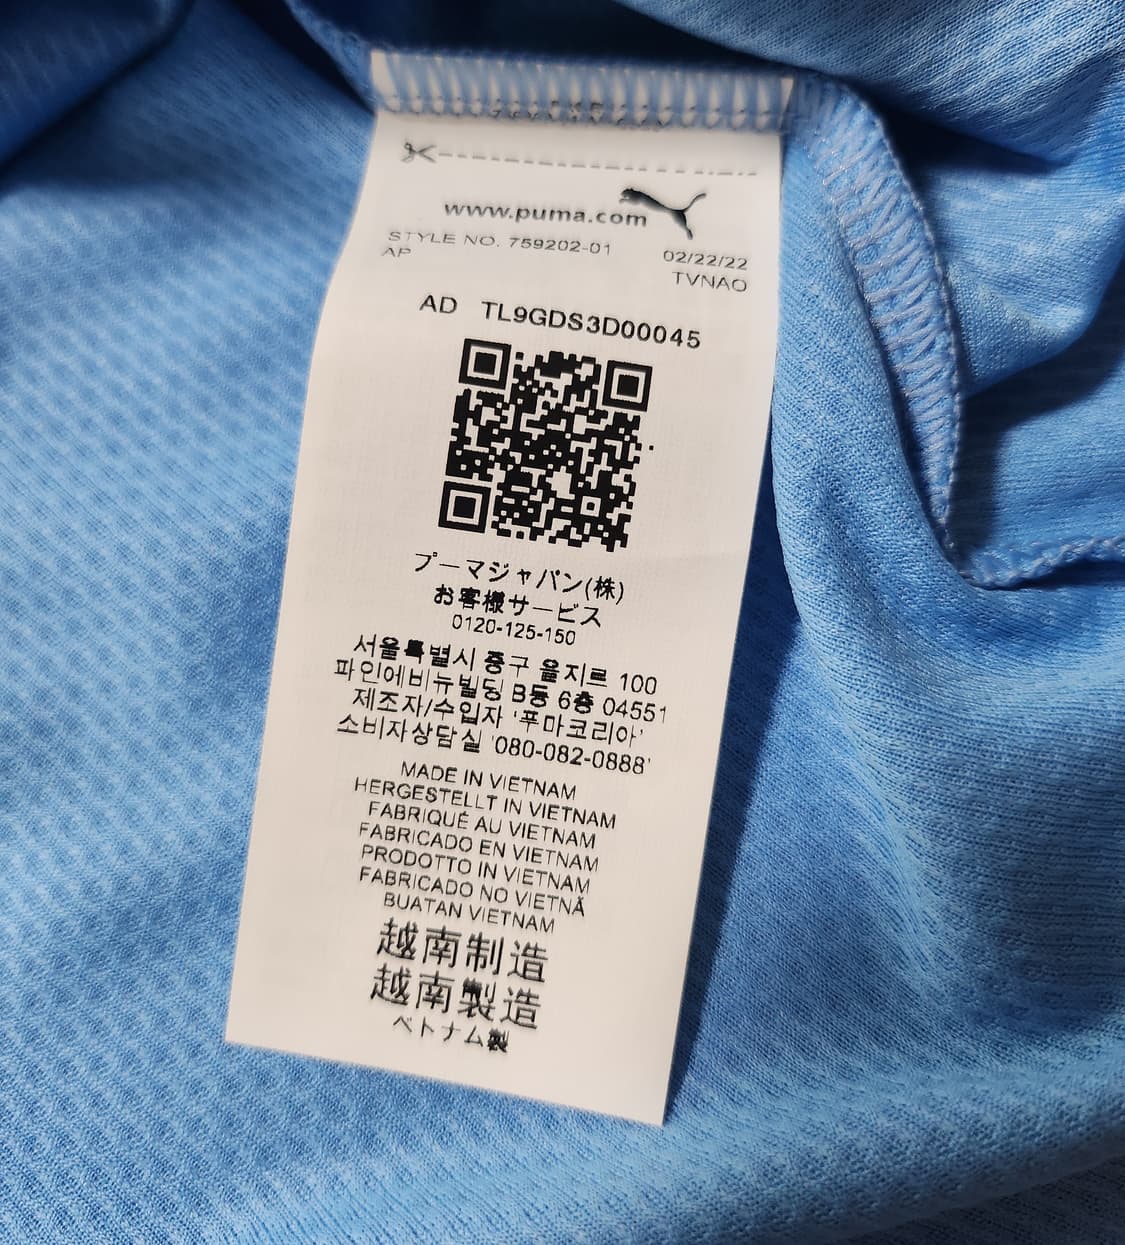 www.puma.com
STYLE NO. 759202-01 02/22/22
AP TVNAO
AD TL9GDS3D00045
プーマジャパン(株)
お客様サービス
0120-125-150
서울특별시 중구 을지로 100
파인에비뉴빌딩 B동 6층 04551
제조자/수입자 '푸마코리아'
소비자상담실 '080-082-0888'
MADE IN VIETNAM
HERGESTELLT IN VIETNAM
FABRIQUÉ AU VIETNAM
FABRICADO EN VIETNAM
PRODOTTO IN VIETNAM
FABRICADO NO VIETNÃ
BUATAN VIETNAM
越南制造
越南製造
ベトナム製